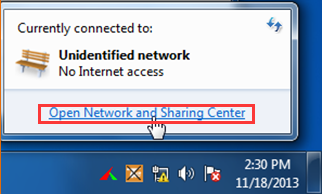 Currently connected to:
Unidentified network
No Internet access
Open Network and Sharing Center
2:30 PM
11/18/2013